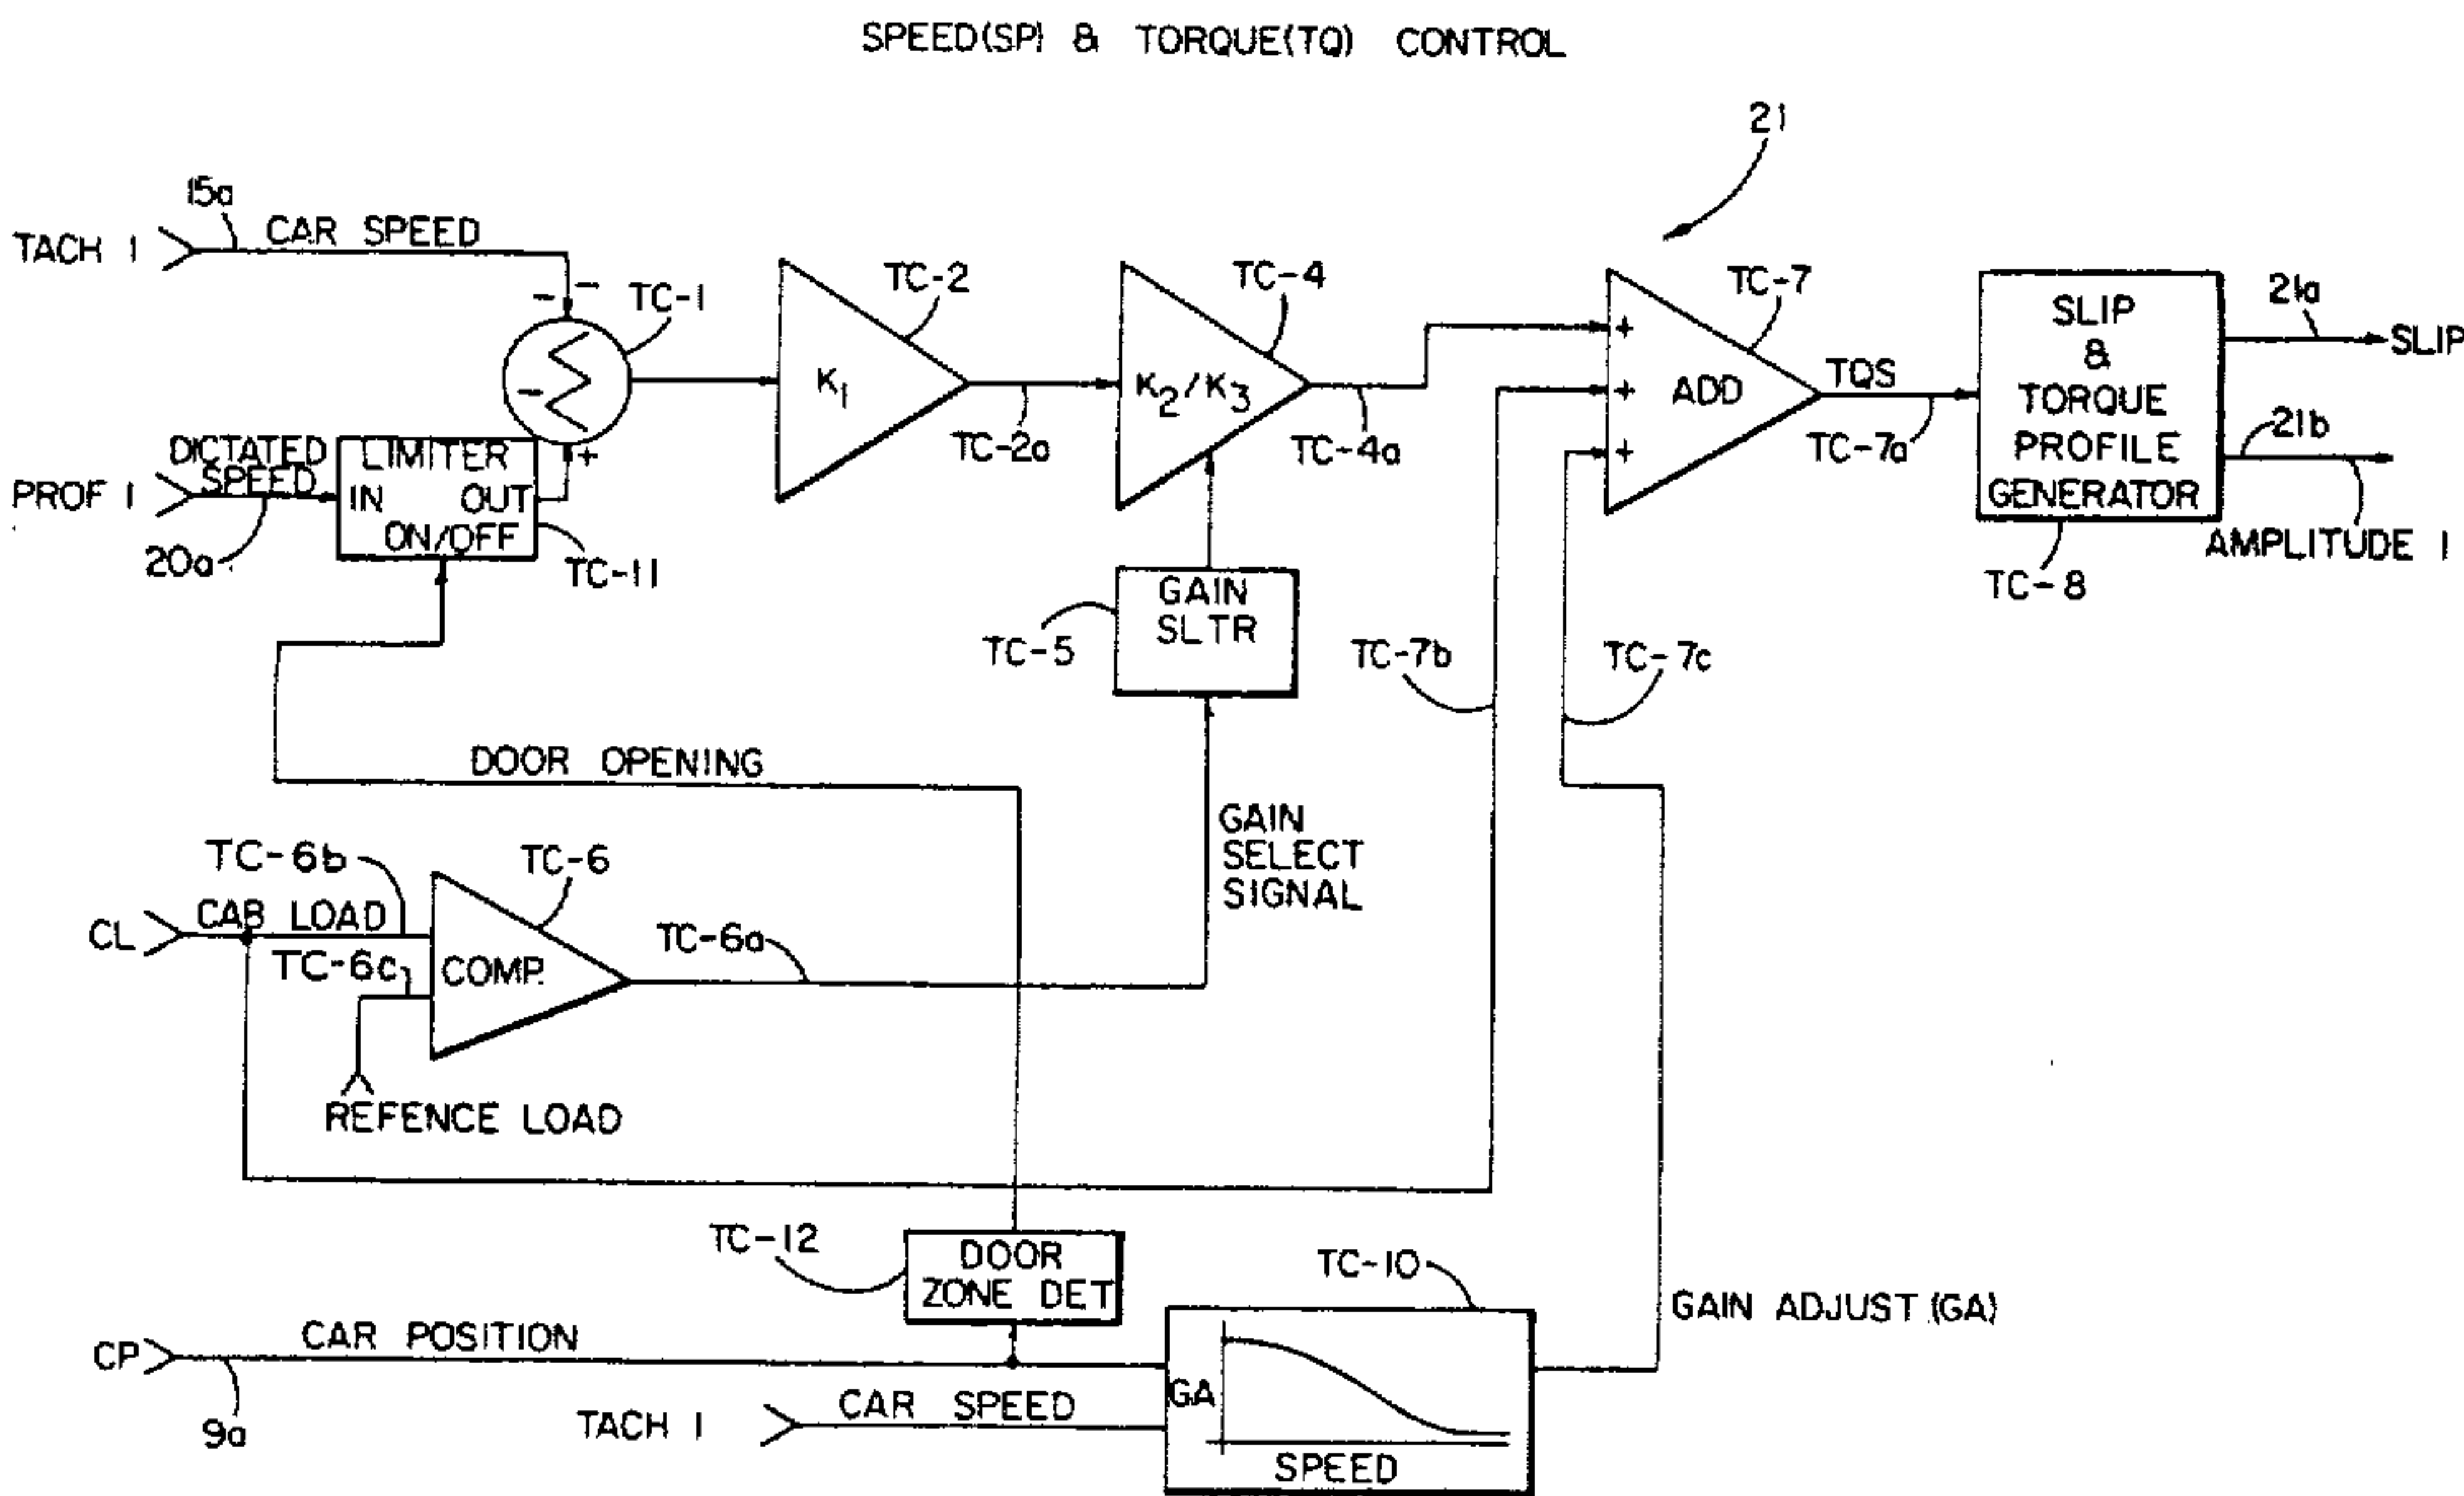 SPEED(SP) & TORQUE(TQ) CONTROL
21
15a
TACH 1
CAR SPEED
- -
TC-1
-
+
TC-2
K1
TC-2a
TC-4
K2/K3
TC-4a
TC-7
+
+
+
ADD
TQS
TC-7a
SLIP
&
TORQUE
PROFILE
GENERATOR
TC-8
21a
SLIP
21b
AMPLITUDE 1
DICTATED
SPEED
PROF 1
20a
LIMITER
IN OUT
ON/OFF
TC-11
GAIN
SLTR
TC-5
TC-7b
TC-7c
DOOR OPENING
GAIN
SELECT
SIGNAL
TC-6b
TC-6
CL
CAB LOAD
TC-6c
COMP.
TC-6a
REFENCE LOAD
TC-12
DOOR
ZONE DET
TC-10
GAIN ADJUST (GA)
CP
CAR POSITION
9a
TACH 1
CAR SPEED
GA
SPEED